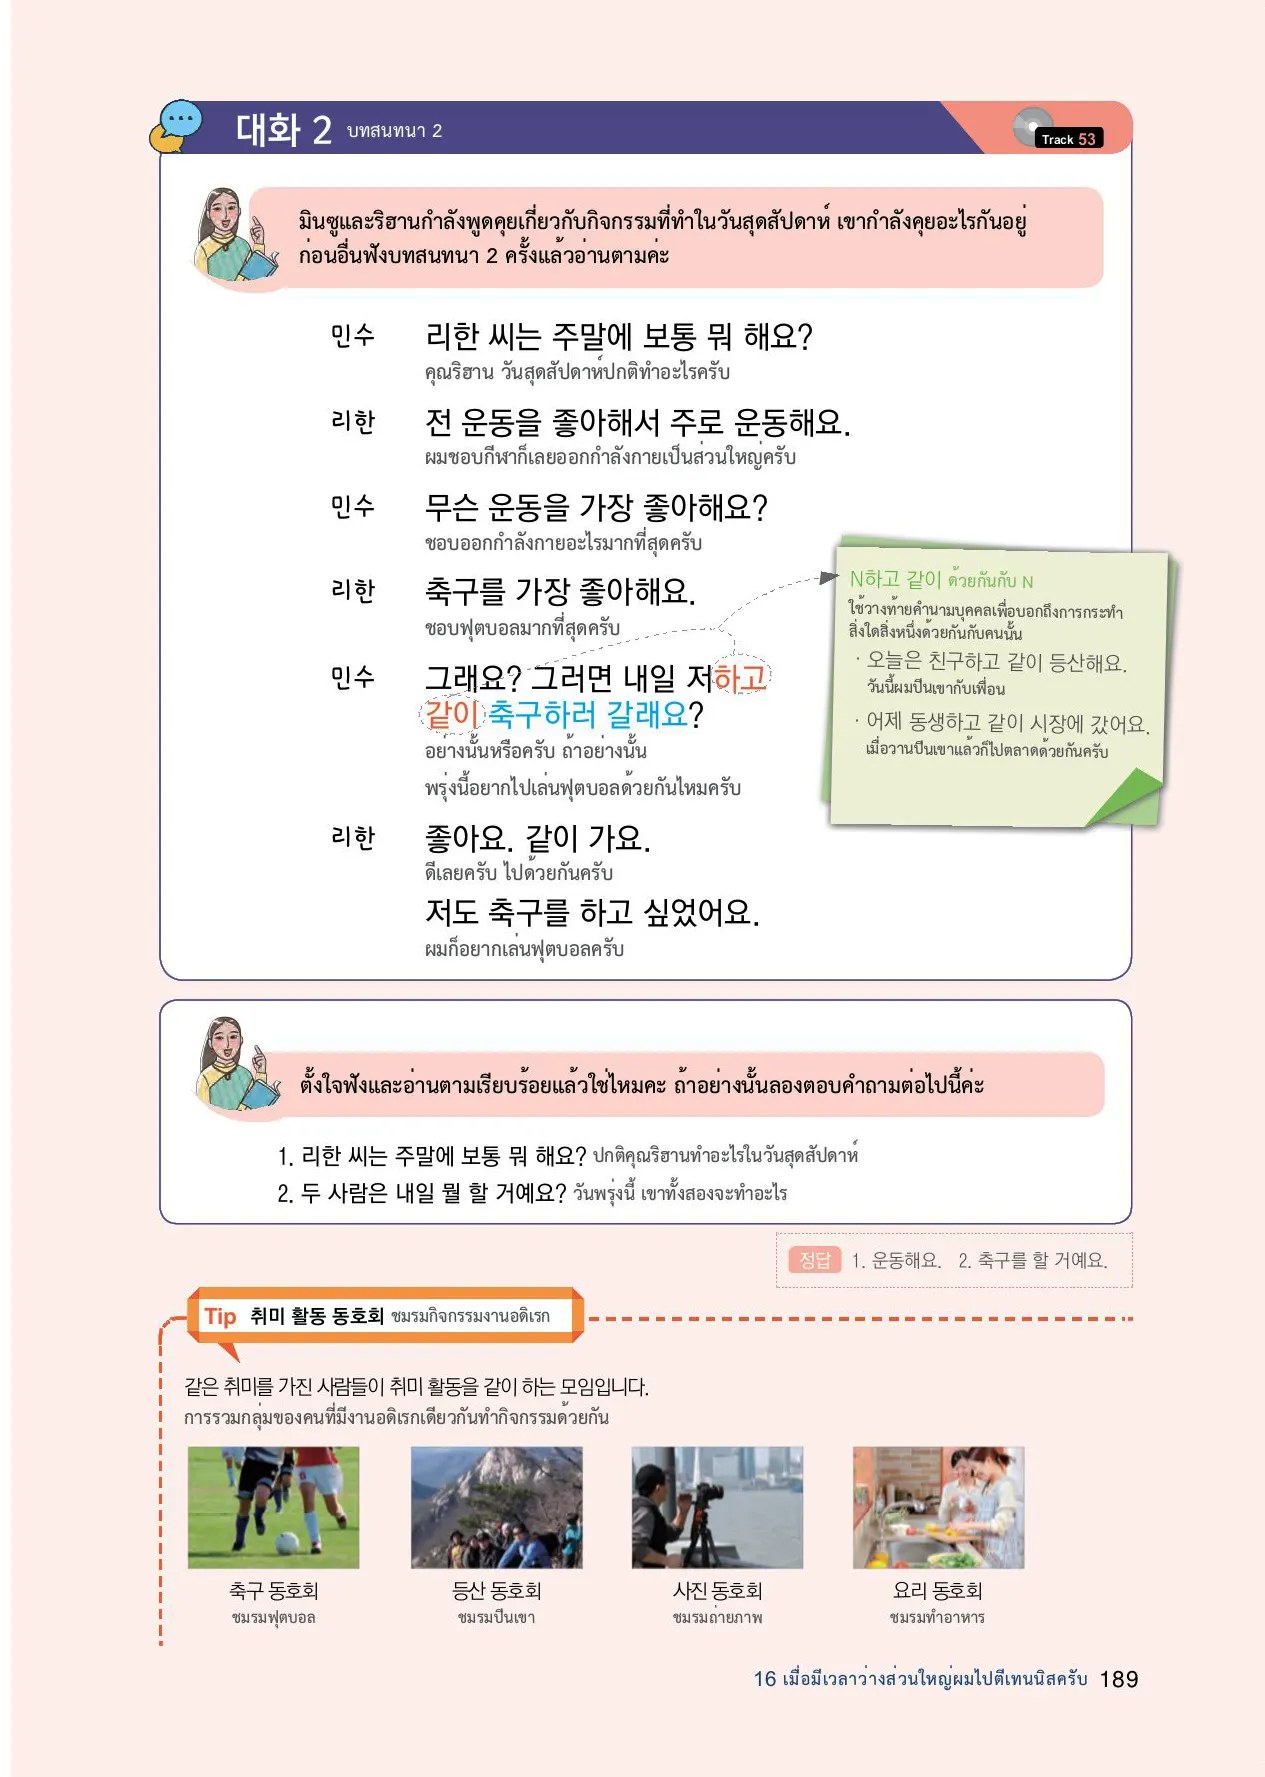 대화 2 บทสนทนา 2
Track 53
มินซูและริฮานกำลังพูดคุยเกี่ยวกับกิจกรรมที่ทำในวันสุดสัปดาห์ เขากำลังคุยอะไรกันอยู่
ก่อนอื่นฟังบทสนทนา 2 ครั้งแล้วอ่านตามค่ะ
민수 리한 씨는 주말에 보통 뭐 해요?
คุณริฮาน วันสุดสัปดาห์ปกติทำอะไรครับ
리한 전 운동을 좋아해서 주로 운동해요.
ผมชอบกีฬาก็เลยออกกำลังกายเป็นส่วนใหญ่ครับ
민수 무슨 운동을 가장 좋아해요?
ชอบออกกำลังกายอะไรมากที่สุดครับ
리한 축구를 가장 좋아해요.
ชอบฟุตบอลมากที่สุดครับ
민수 그래요? 그러면 내일 저하고
같이 축구하러 갈래요?
อย่างนั้นหรือครับ ถ้าอย่างนั้น
พรุ่งนี้อยากไปเล่นฟุตบอลด้วยกันไหมครับ
리한 좋아요. 같이 가요.
ดีเลยครับ ไปด้วยกันครับ
저도 축구를 하고 싶었어요.
ผมก็อยากเล่นฟุตบอลครับ
N하고 같이 ด้วยกันกับ N
ใช้วางท้ายคำนามบุคคลเพื่อบอกถึงการกระทำ
สิ่งใดสิ่งหนึ่งด้วยกันกับคนนั้น
· 오늘은 친구하고 같이 등산해요.
วันนี้ผมปีนเขากับเพื่อน
· 어제 동생하고 같이 시장에 갔어요.
เมื่อวานปีนเขาแล้วก็ไปตลาดด้วยกันครับ
ตั้งใจฟังและอ่านตามเรียบร้อยแล้วใช่ไหมคะ ถ้าอย่างนั้นลองตอบคำถามต่อไปนี้ค่ะ
1. 리한 씨는 주말에 보통 뭐 해요? ปกติคุณริฮานทำอะไรในวันสุดสัปดาห์
2. 두 사람은 내일 뭘 할 거예요? วันพรุ่งนี้ เขาทั้งสองจะทำอะไร
정답 1. 운동해요. 2. 축구를 할 거예요.
Tip 취미 활동 동호회 ชมรมกิจกรรมงานอดิเรก
같은 취미를 가진 사람들이 취미 활동을 같이 하는 모임입니다.
การรวมกลุ่มของคนที่มีงานอดิเรกเดียวกันทำกิจกรรมด้วยกัน
축구 동호회 등산 동호회 사진 동호회 요리 동호회
ชมรมฟุตบอล ชมรมปีนเขา ชมรมถ่ายภาพ ชมรมทำอาหาร
16 เมื่อมีเวลาว่างส่วนใหญ่ผมไปตีเทนนิสครับ 189